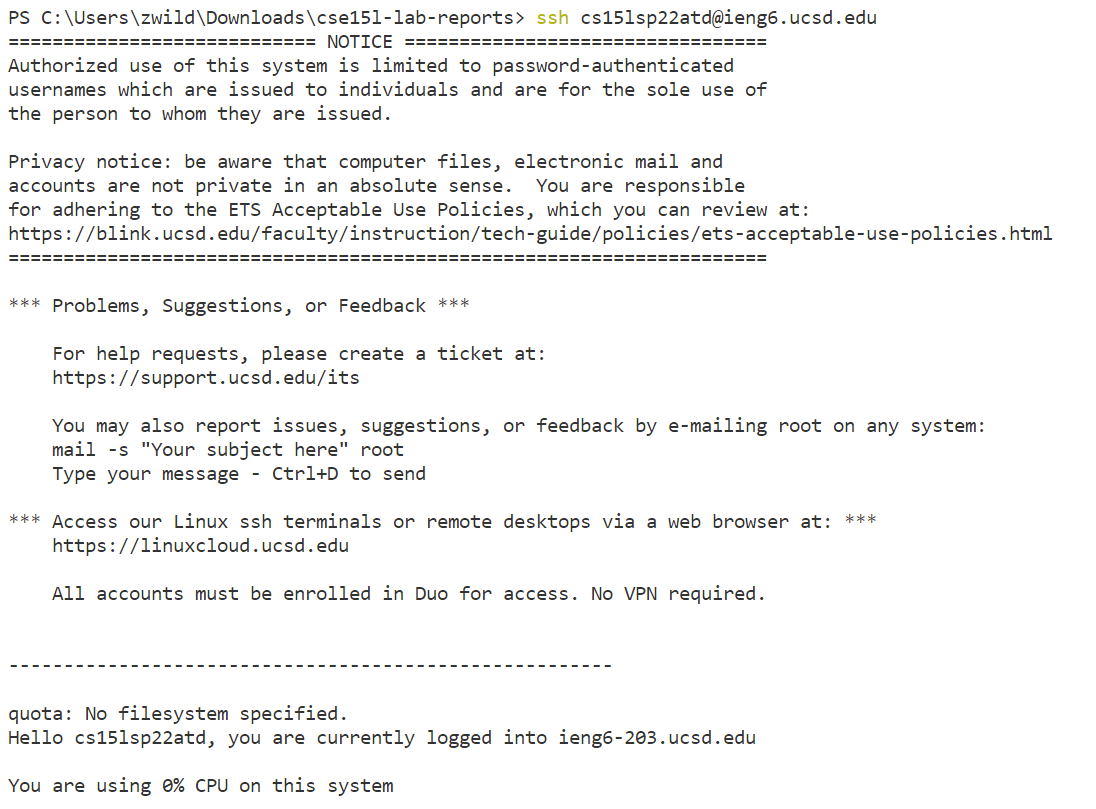 PS C:\Users\zwild\Downloads\cse15l-lab-reports> ssh cs15lsp22atd@ieng6.ucsd.edu
============================ NOTICE =================================
Authorized use of this system is limited to password-authenticated
usernames which are issued to individuals and are for the sole use of
the person to whom they are issued.

Privacy notice: be aware that computer files, electronic mail and
accounts are not private in an absolute sense.  You are responsible
for adhering to the ETS Acceptable Use Policies, which you can review at:
https://blink.ucsd.edu/faculty/instruction/tech-guide/policies/ets-acceptable-use-policies.html
=====================================================================

*** Problems, Suggestions, or Feedback ***

    For help requests, please create a ticket at:
    https://support.ucsd.edu/its

    You may also report issues, suggestions, or feedback by e-mailing root on any system:
    mail -s "Your subject here" root
    Type your message - Ctrl+D to send

*** Access our Linux ssh terminals or remote desktops via a web browser at: ***
    https://linuxcloud.ucsd.edu

    All accounts must be enrolled in Duo for access. No VPN required.


-------------------------------------------------------

quota: No filesystem specified.
Hello cs15lsp22atd, you are currently logged into ieng6-203.ucsd.edu

You are using 0% CPU on this system